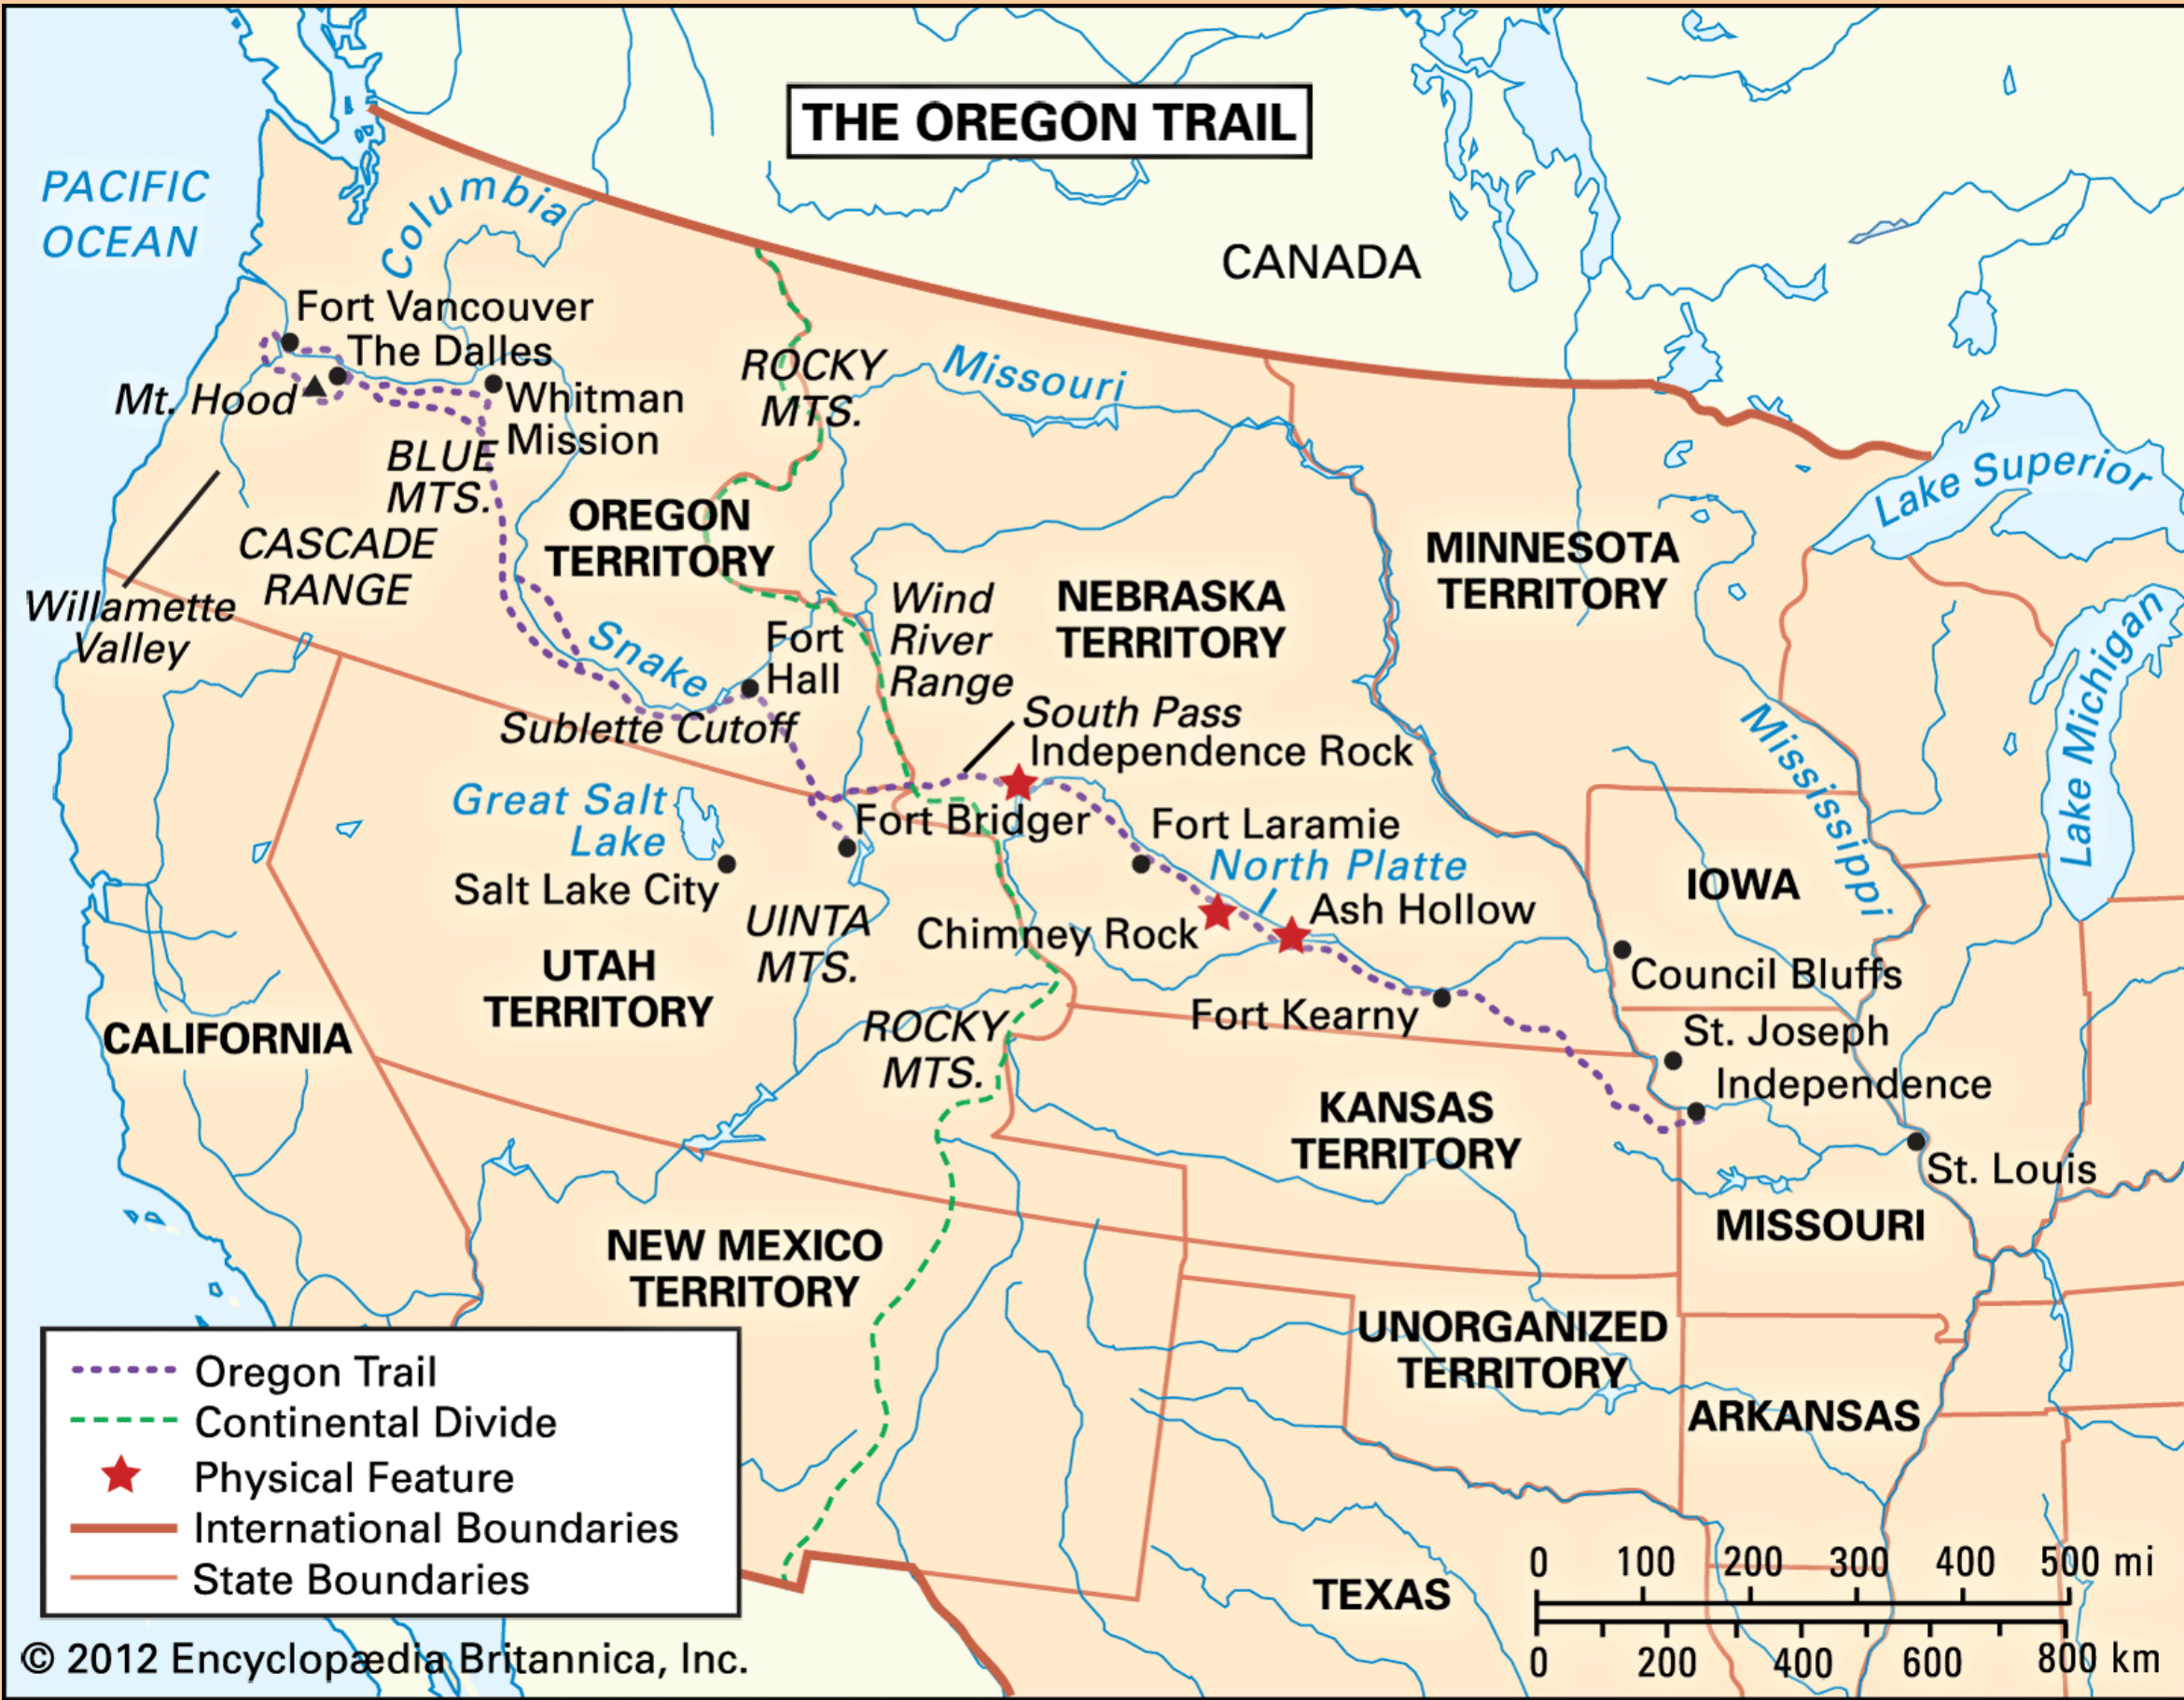 THE OREGON TRAIL
PACIFIC
OCEAN
Columbia
CANADA
Fort Vancouver
The Dalles
Mt. Hood
Whitman
Mission
BLUE
MTS.
ROCKY
MTS.
Missouri
Lake Superior
CASCADE
RANGE
OREGON
TERRITORY
MINNESOTA
TERRITORY
Willamette
Valley
Wind
River
Range
NEBRASKA
TERRITORY
Snake
Fort
Hall
Lake Michigan
Sublette Cutoff
South Pass
Independence Rock
Mississippi
Great Salt
Lake
Fort Bridger
Fort Laramie
North Platte
Salt Lake City
UINTA
MTS.
Chimney Rock
Ash Hollow
IOWA
Council Bluffs
UTAH
TERRITORY
Fort Kearny
CALIFORNIA
ROCKY
MTS.
St. Joseph
Independence
KANSAS
TERRITORY
St. Louis
MISSOURI
NEW MEXICO
TERRITORY
UNORGANIZED
TERRITORY
ARKANSAS
TEXAS
Oregon Trail
Continental Divide
Physical Feature
International Boundaries
State Boundaries
0 100 200 300 400 500 mi
0 200 400 600 800 km
© 2012 Encyclopædia Britannica, Inc.